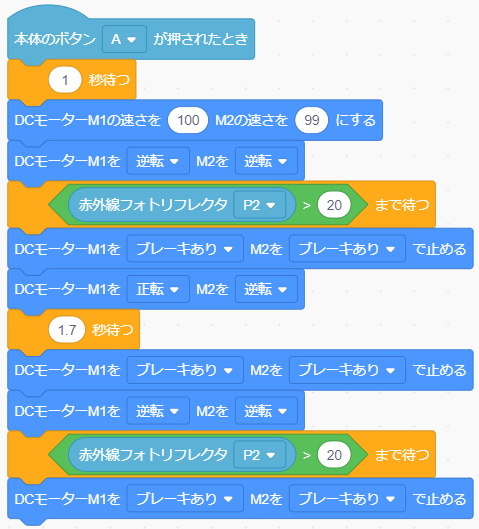 本体のボタン A が押されたとき
1 秒待つ
DCモーターM1の速さを 100 M2の速さを 99 にする
DCモーターM1を 逆転 M2を 逆転
赤外線フォトリフレクタ P2 > 20 まで待つ
DCモーターM1を ブレーキあり M2を ブレーキあり で止める
DCモーターM1を 正転 M2を 逆転
1.7 秒待つ
DCモーターM1を ブレーキあり M2を ブレーキあり で止める
DCモーターM1を 逆転 M2を 逆転
赤外線フォトリフレクタ P2 > 20 まで待つ
DCモーターM1を ブレーキあり M2を ブレーキあり で止める